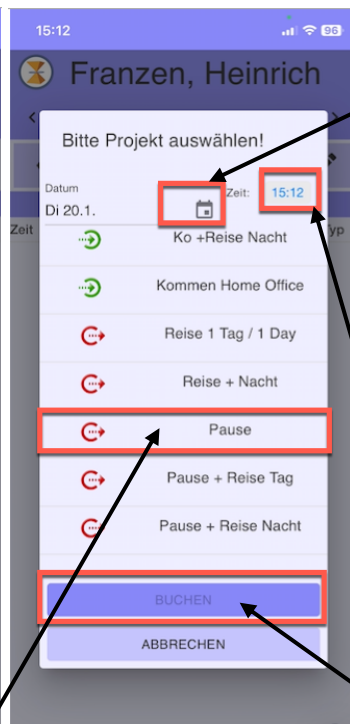 15:12
96
Franzen, Heinrich
Bitte Projekt auswählen!
Datum
Zeit:
15:12
Di 20.1.
Zeit
Typ
Ko +Reise Nacht
Kommen Home Office
Reise 1 Tag / 1 Day
Reise + Nacht
Pause
Pause + Reise Tag
Pause + Reise Nacht
BUCHEN
ABBRECHEN